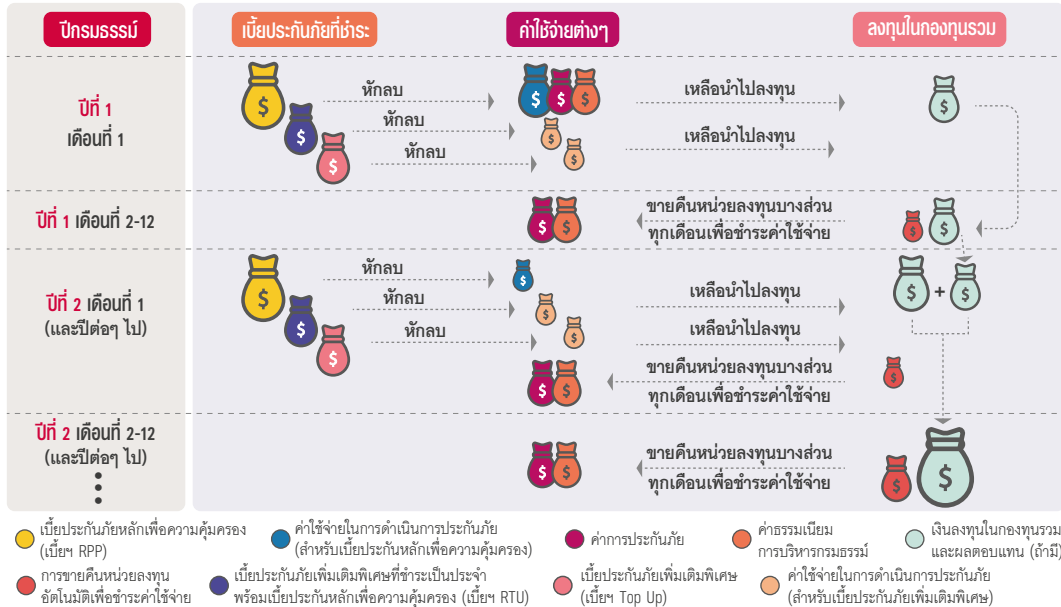 ปีกรมธรรม์
เบี้ยประกันภัยที่ชำระ
ค่าใช้จ่ายต่างๆ
ลงทุนในกองทุนรวม
ปีที่ 1
เดือนที่ 1
หักลบ
หักลบ
หักลบ
เหลือนำไปลงทุน
เหลือนำไปลงทุน
$
$
$
$ $ $
$
$
$
ปีที่ 1 เดือนที่ 2-12
$ $
ขายคืนหน่วยลงทุนบางส่วน
ทุกเดือนเพื่อชำระค่าใช้จ่าย
$ $
ปีที่ 2 เดือนที่ 1
(และปีต่อๆ ไป)
หักลบ
หักลบ
หักลบ
เหลือนำไปลงทุน
เหลือนำไปลงทุน
$
$
$
$
$
$
$ + $
$ $
ขายคืนหน่วยลงทุนบางส่วน
ทุกเดือนเพื่อชำระค่าใช้จ่าย
$
ปีที่ 2 เดือนที่ 2-12
(และปีต่อๆ ไป)
$ $
ขายคืนหน่วยลงทุนบางส่วน
ทุกเดือนเพื่อชำระค่าใช้จ่าย
$ $
เบี้ยประกันภัยหลักเพื่อความคุ้มครอง
(เบี้ยฯ RPP)
ค่าใช้จ่ายในการดำเนินการประกันภัย
(สำหรับเบี้ยประกันหลักเพื่อความคุ้มครอง)
ค่าการประกันภัย
ค่าธรรมเนียม
การบริหารกรมธรรม์
เงินลงทุนในกองทุนรวม
และผลตอบแทน (ถ้ามี)
การขายคืนหน่วยลงทุน
อัตโนมัติเพื่อชำระค่าใช้จ่าย
เบี้ยประกันภัยเพิ่มเติมพิเศษที่ชำระเป็นประจำ
พร้อมเบี้ยประกันหลักเพื่อความคุ้มครอง (เบี้ยฯ RTU)
เบี้ยประกันภัยเพิ่มเติมพิเศษ
(เบี้ยฯ Top Up)
ค่าใช้จ่ายในการดำเนินการประกันภัย
(สำหรับเบี้ยประกันภัยเพิ่มเติมพิเศษ)